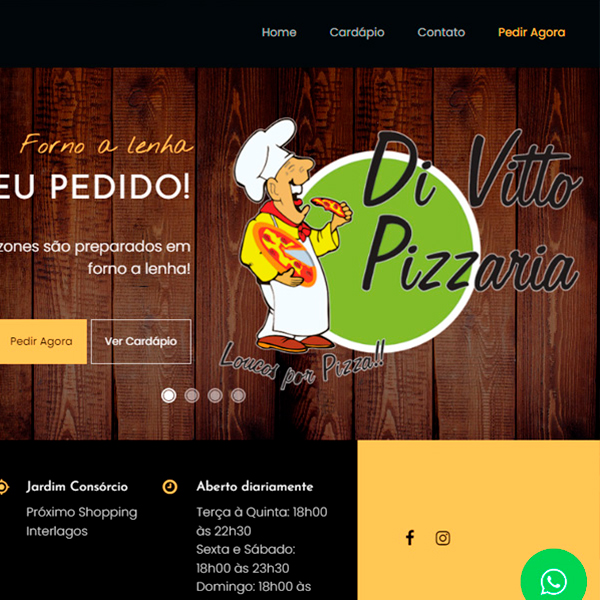 Home Cardápio Contato Pedir Agora
Forno a lenha
EU PEDIDO!
zones são preparados em
forno a lenha!
Pedir Agora Ver Cardápio
Di Vitto
Pizzaria
Loucos por Pizza!!
Jardim Consórcio
Próximo Shopping
Interlagos
Aberto diariamente
Terça à Quinta: 18h00
às 22h30
Sexta e Sábado:
18h00 às 23h30
Domingo: 18h00 às